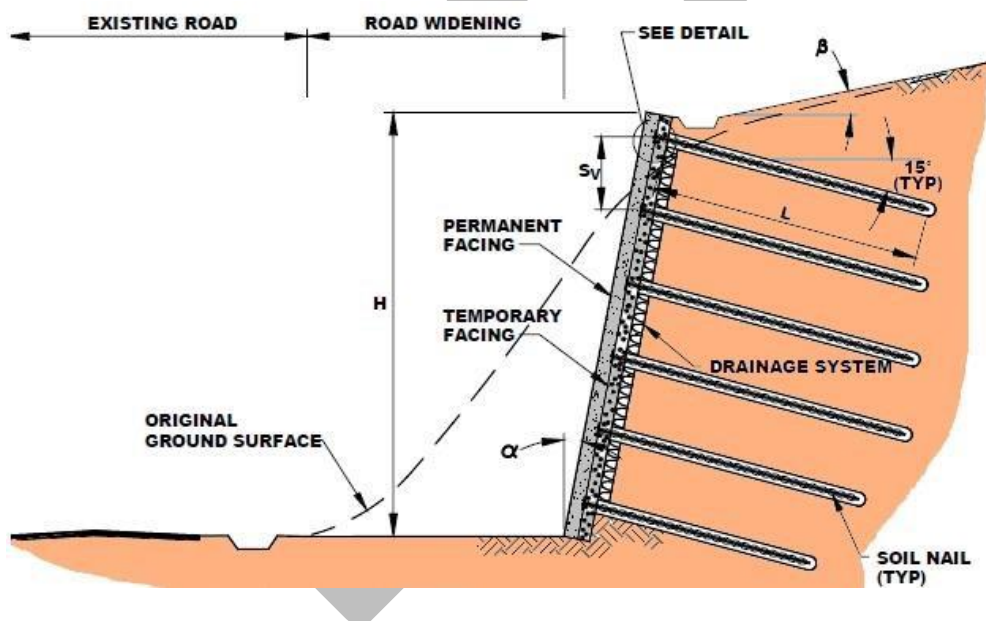 EXISTING ROAD
ROAD WIDENING
SEE DETAIL
β
15°
(TYP)
SV
L
PERMANENT
FACING
H
TEMPORARY
FACING
DRAINAGE SYSTEM
ORIGINAL
GROUND SURFACE
α
SOIL NAIL
(TYP)